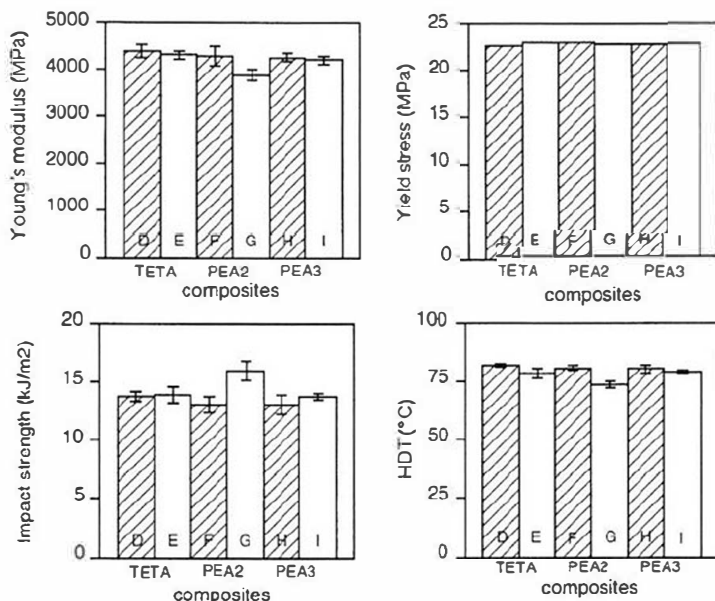 Young's modulus (MPa)
5000
4000
3000
2000
1000
0
D E F G H I
TETA PEA2 PEA3
composites
Yield stress (MPa)
25
20
15
10
5
0
D E F G H I
TETA PEA2 PEA3
composites
Impact strength (kJ/m2)
20
15
10
5
0
D E F G H I
TETA PEA2 PEA3
composites
HDT (°C)
100
75
50
25
0
D E F G H I
TETA PEA2 PEA3
composites